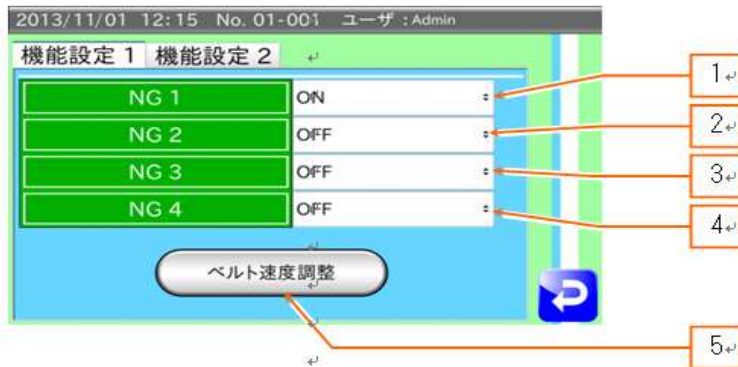 2013/11/01 12:15 No. 01-001 ユーザ : Admin
機能設定 1 機能設定 2
NG 1 ON
NG 2 OFF
NG 3 OFF
NG 4 OFF
ベルト速度調整
1
2
3
4
5